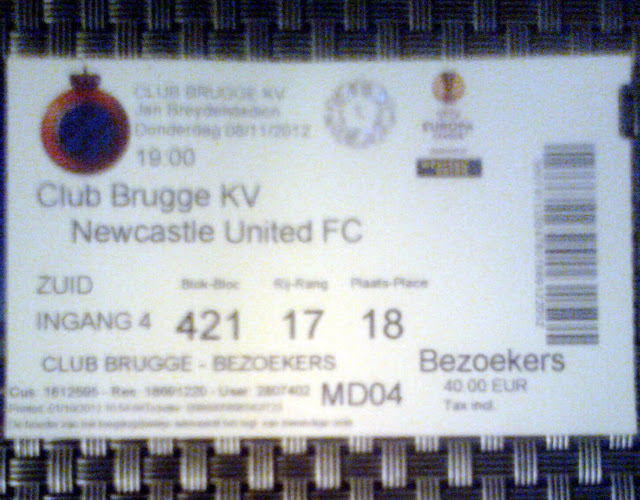 CLUB BRUGGE KV
Jan Breydelstadion
Donderdag 08/11/2012
19:00
EUROPA
Club Brugge KV
Newcastle United FC
ZUID Blok-Bloc Rij-Rang Plaats-Place
INGANG 4 421 17 18
CLUB BRUGGE - BEZOEKERS
Bezoekers
40.00 EUR
Tax incl.
MD04